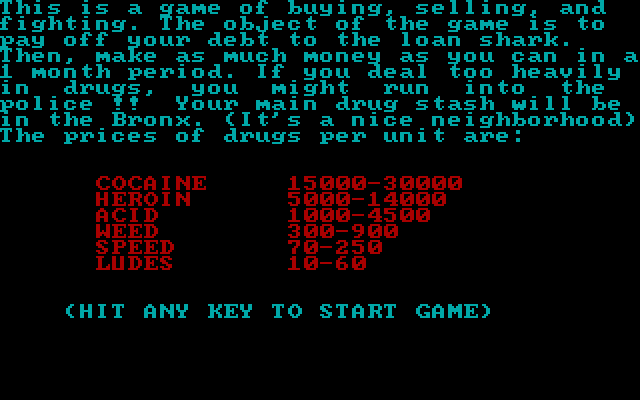 This is a game of buying, selling, and
fighting. The object of the game is to
pay off your debt to the loan shark.
Then, make as much money as you can in a
1 month period. If you deal too heavily
in drugs, you might run into the
police !! Your main drug stash will be
in the Bronx. (It's a nice neighborhood)
The prices of drugs per unit are:
COCAINE 15000-30000
HEROIN 5000-14000
ACID 1000-4500
WEED 300-900
SPEED 70-250
LUDES 10-60
(HIT ANY KEY TO START GAME)